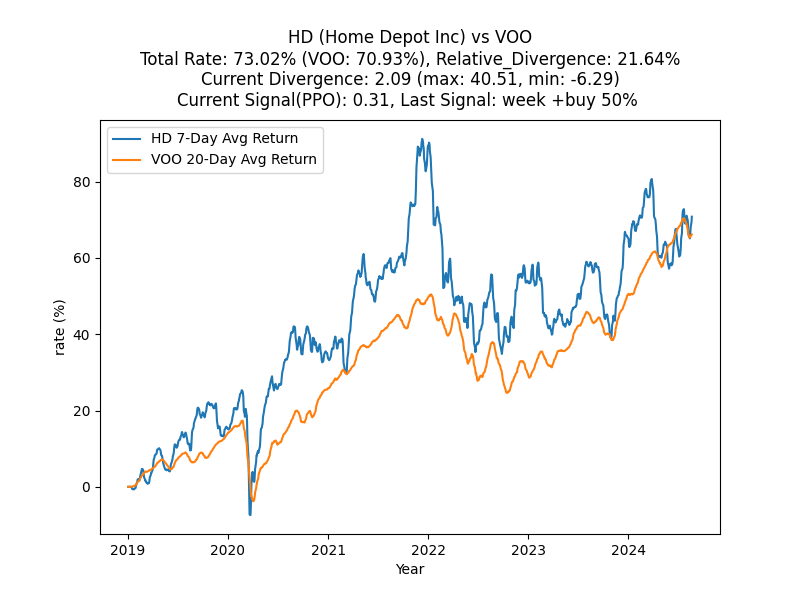 HD (Home Depot Inc) vs VOO
Total Rate: 73.02% (VOO: 70.93%), Relative_Divergence: 21.64%
Current Divergence: 2.09 (max: 40.51, min: -6.29)
Current Signal(PPO): 0.31, Last Signal: week +buy 50%
HD 7-Day Avg Return
VOO 20-Day Avg Return
80
60
40
20
0
rate (%)
2019 2020 2021 2022 2023 2024
Year